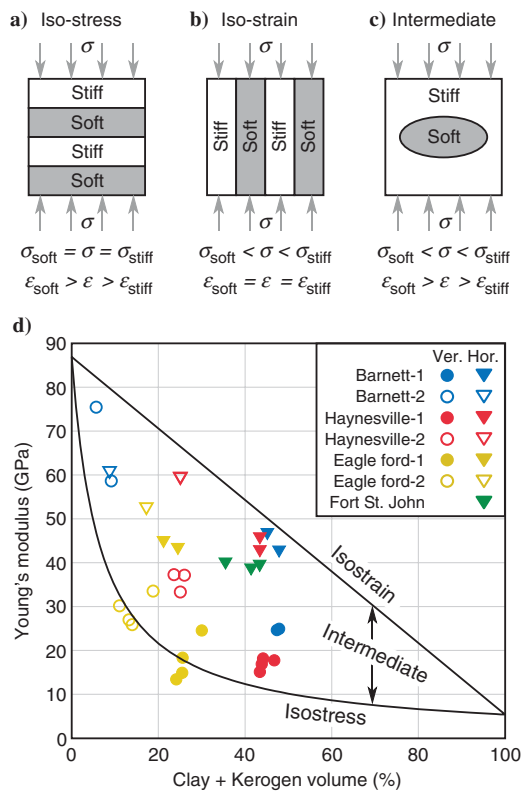 a) Iso-stress
σ
Stiff
Soft
Stiff
Soft
σ
σsoft = σ = σstiff
εsoft > ε > εstiff
b) Iso-strain
σ
Stiff
Soft
Stiff
Soft
σ
σsoft < σ < σstiff
εsoft = ε = εstiff
c) Intermediate
σ
Stiff
Soft
σ
σsoft < σ < σstiff
εsoft > ε > εstiff
d)
90
80
70
60
50
40
30
20
10
0
Young's modulus (GPa)
Ver. Hor.
Barnett-1
Barnett-2
Haynesville-1
Haynesville-2
Eagle ford-1
Eagle ford-2
Fort St. John
Isostrain
Intermediate
Isostress
0 20 40 60 80 100
Clay + Kerogen volume (%)